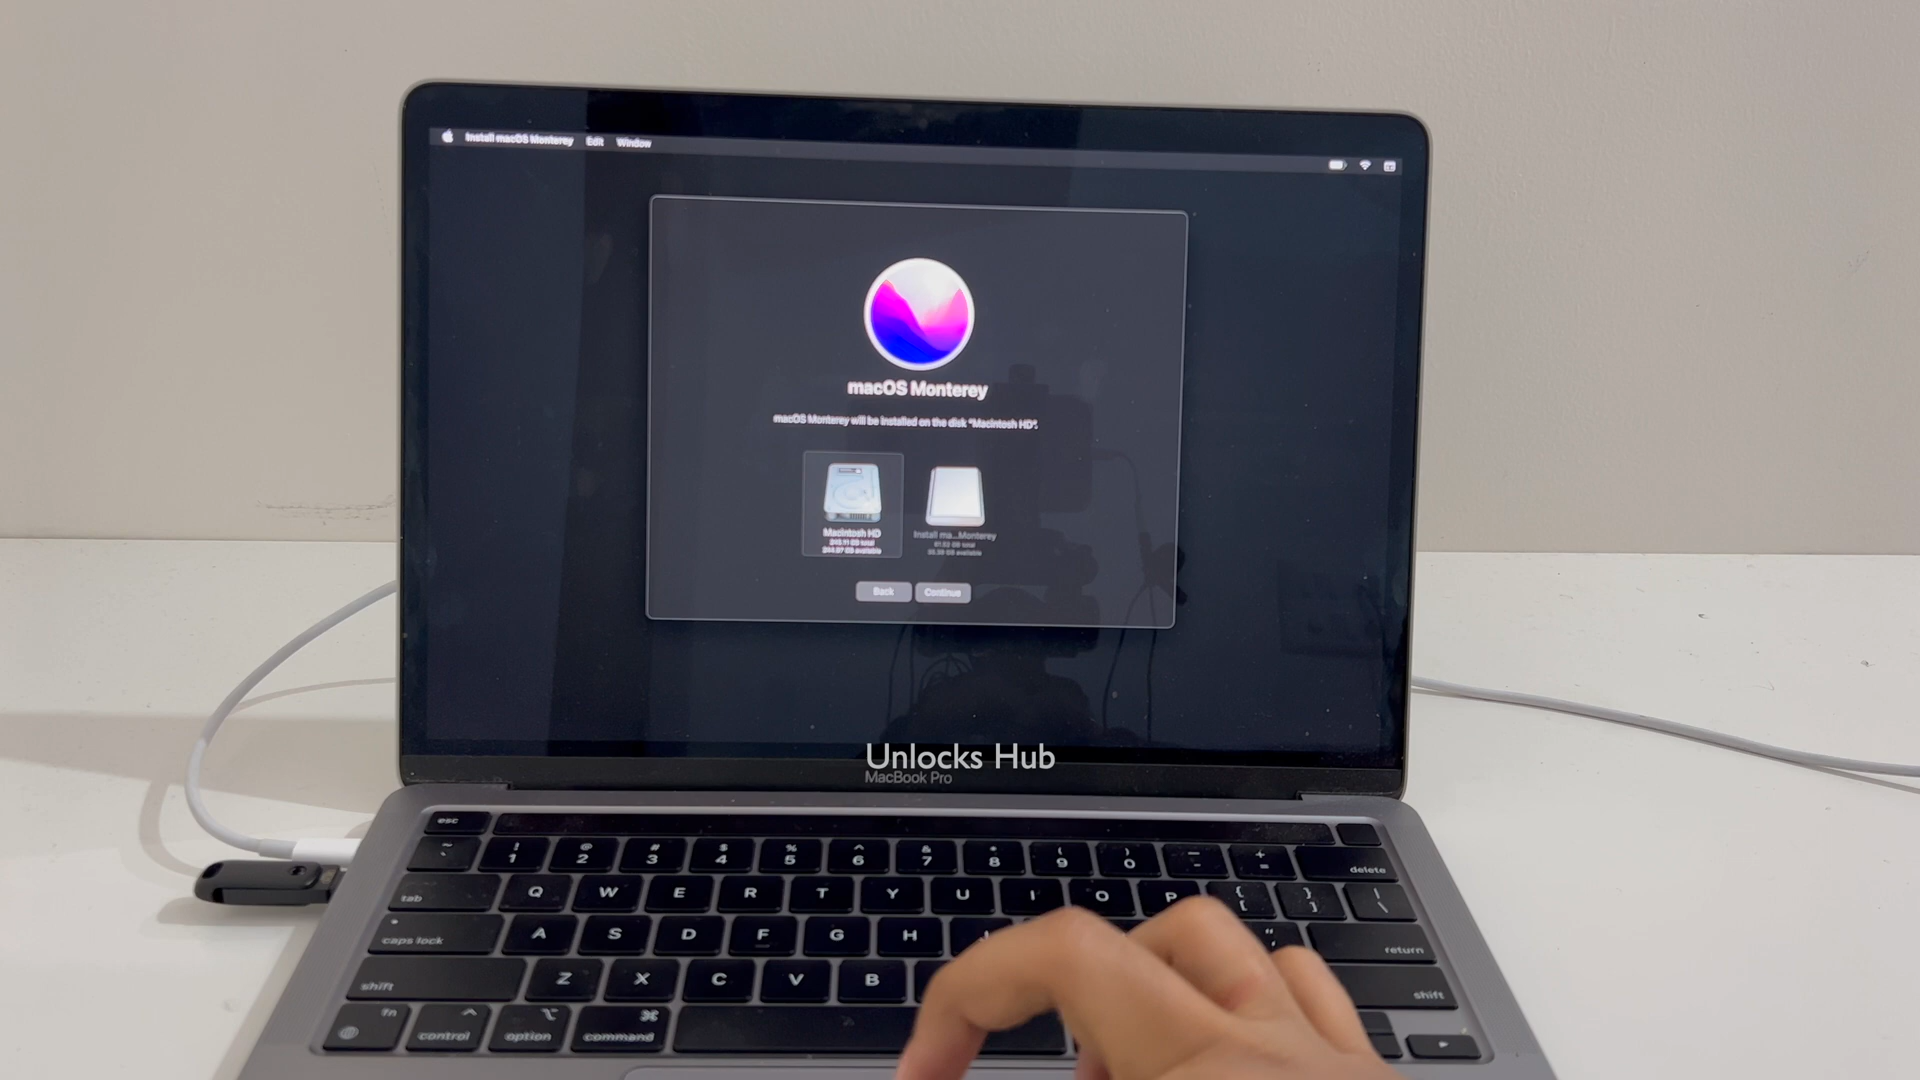 Install macOS Monterey Edit Window
macOS Monterey
macOS Monterey will be installed on the disk "Macintosh HD".
Macintosh HD
Install ma...Monterey
Back Continue
Unlocks Hub
MacBook Pro
esc
~ ! 1 @ 2 # 3 $ 4 % 5 ^ 6 & 7 * 8 ( 9 ) 0 — - + = delete
tab Q W E R T Y U I O P { [ } ] | \
caps lock A S D F G H " return
shift Z X C V B shift
fn control option command